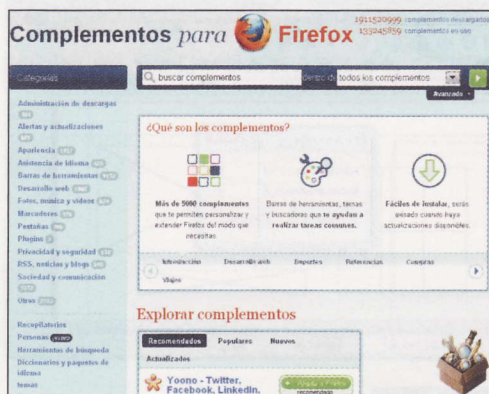 Complementos para Firefox
1911520999 complementos descargados
133245859 complementos en uso
Categorías
buscar complementos
dentro de todos los complementos
Avanzado
Administración de descargas
Alertas y actualizaciones
Apariencia
Asistencia de idioma
Barras de herramientas
Desarrollo web
Fotos, música y vídeos
Marcadores
Pestañas
Plugins
Privacidad y seguridad
RSS, noticias y blogs
Sociedad y comunicación
Otros
Recopilatorios
Personas
Herramientas de búsqueda
Diccionarios y paquetes de
idioma
temas
¿Qué son los complementos?
Más de 5000 complementos
que te permiten personalizar y
extender Firefox del modo que
necesitas.
Barras de herramientas, temas
y buscadores que te ayudan a
realizar tareas comunes.
Fáciles de instalar, serás
avisado cuando haya
actualizaciones disponibles.
Introducción
Desarrollo web
Deportes
Referencias
Compras
Viajes
Explorar complementos
Recomendados
Populares
Nuevos
Actualizados
Yoono - Twitter,
Facebook, LinkedIn,
Añadir a Firefox
recomendado